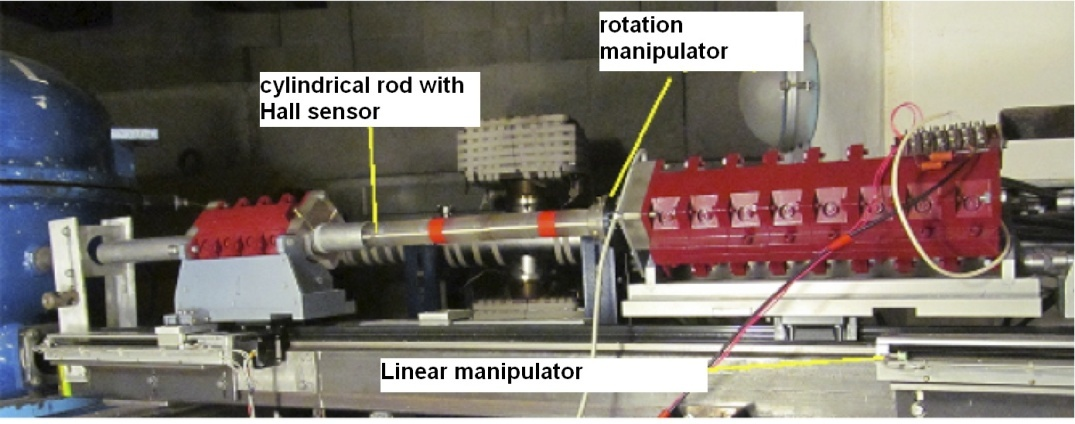 rotation
manipulator
cylindrical rod with
Hall sensor
Linear manipulator